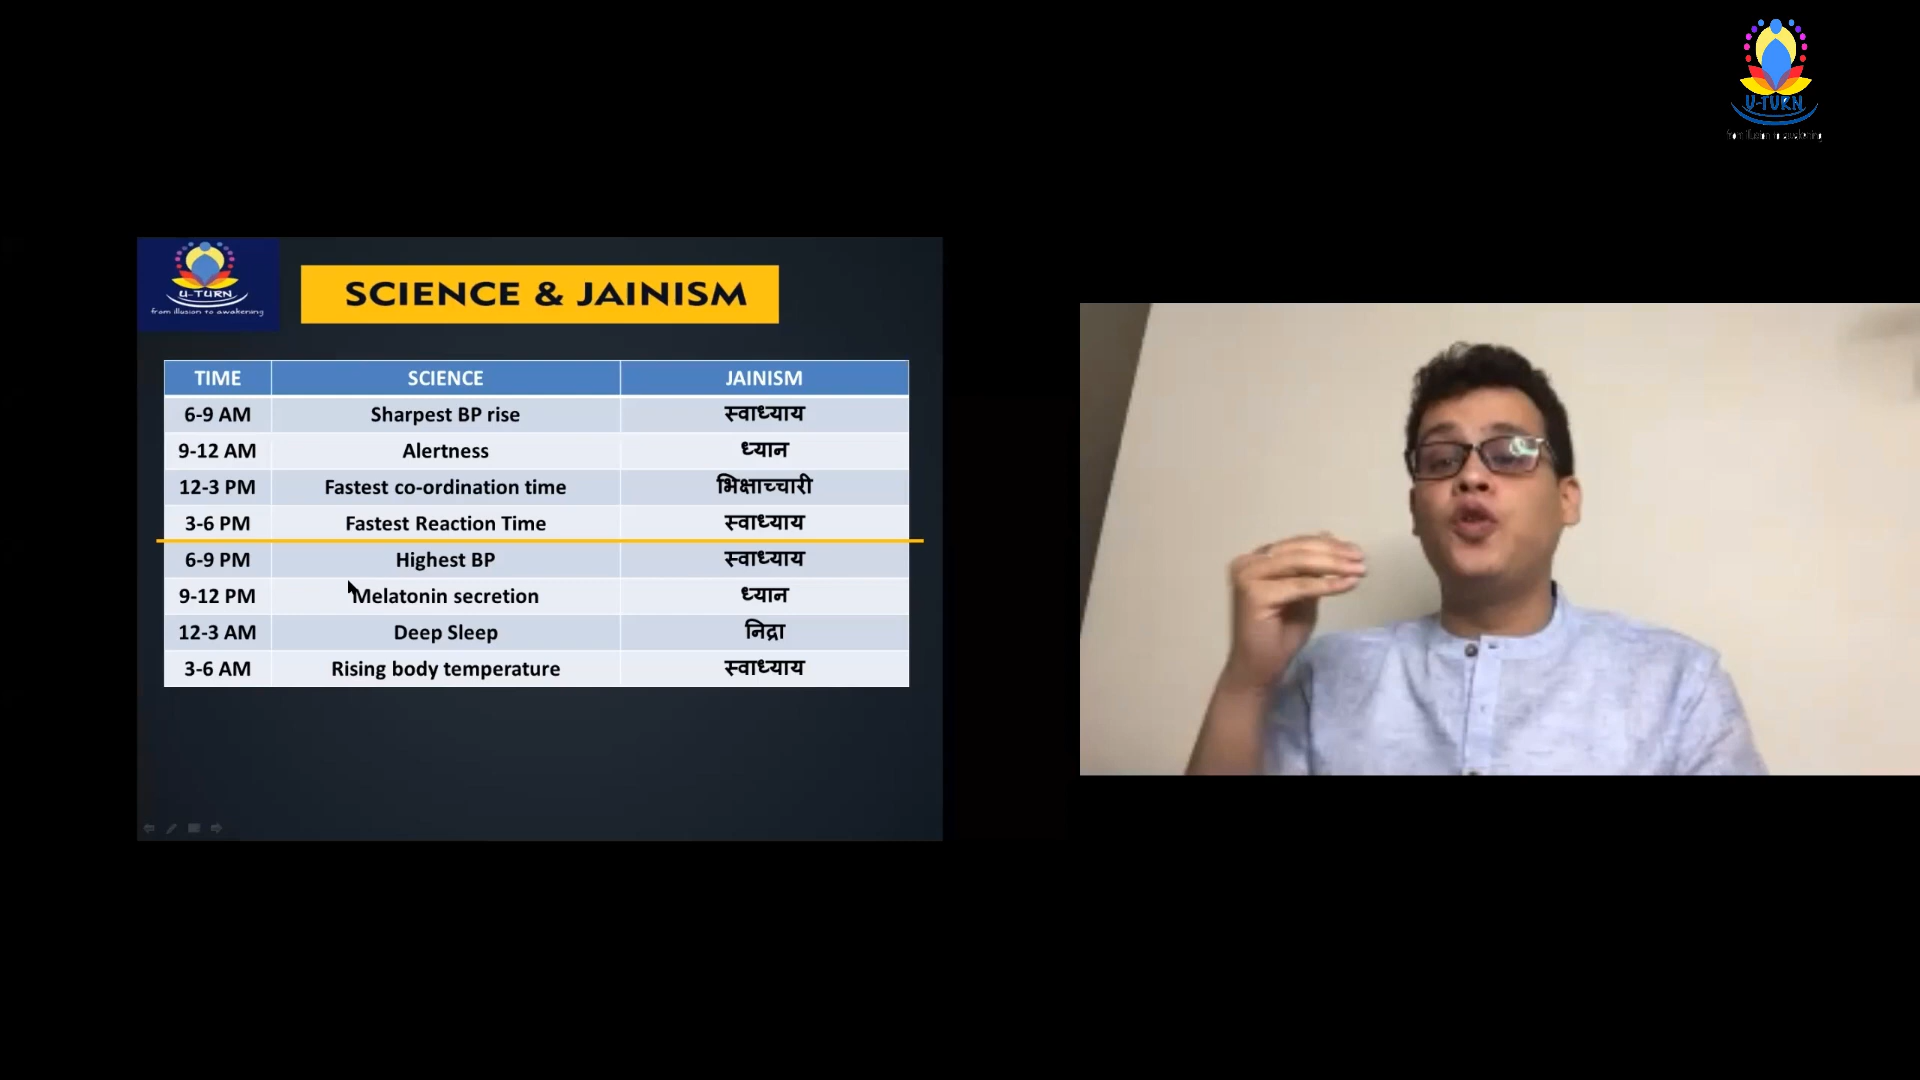 U-TURN
U-TURN
from illusion to awakening
SCIENCE & JAINISM
TIME SCIENCE JAINISM
6-9 AM Sharpest BP rise स्वाध्याय
9-12 AM Alertness ध्यान
12-3 PM Fastest co-ordination time भिक्षाच्चारी
3-6 PM Fastest Reaction Time स्वाध्याय
6-9 PM Highest BP स्वाध्याय
9-12 PM Melatonin secretion ध्यान
12-3 AM Deep Sleep निद्रा
3-6 AM Rising body temperature स्वाध्याय